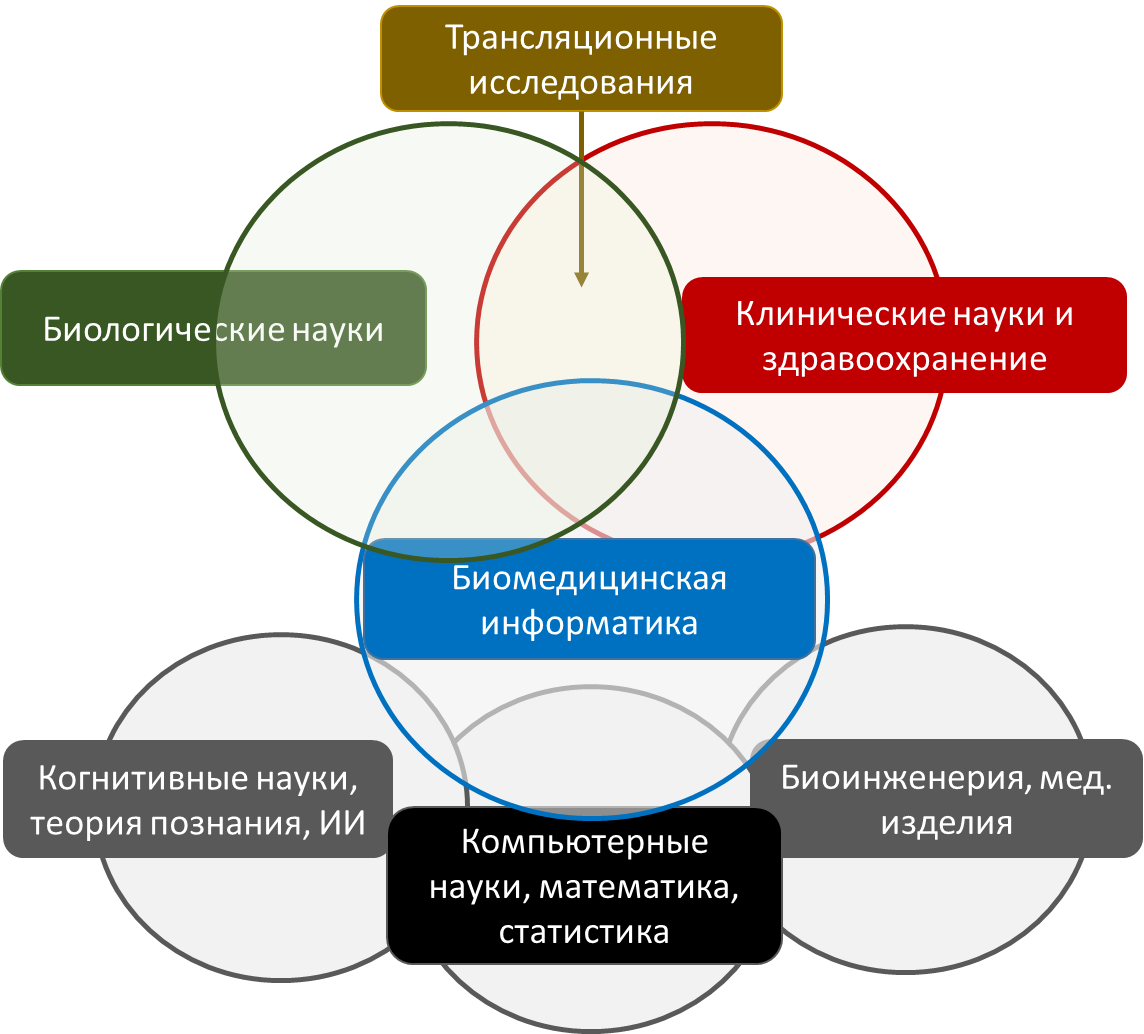 Трансляционные
исследования
Биологические науки
Клинические науки и
здравоохранение
Биомедицинская
информатика
Когнитивные науки,
теория познания, ИИ
Биоинженерия, мед.
изделия
Компьютерные
науки, математика,
статистика